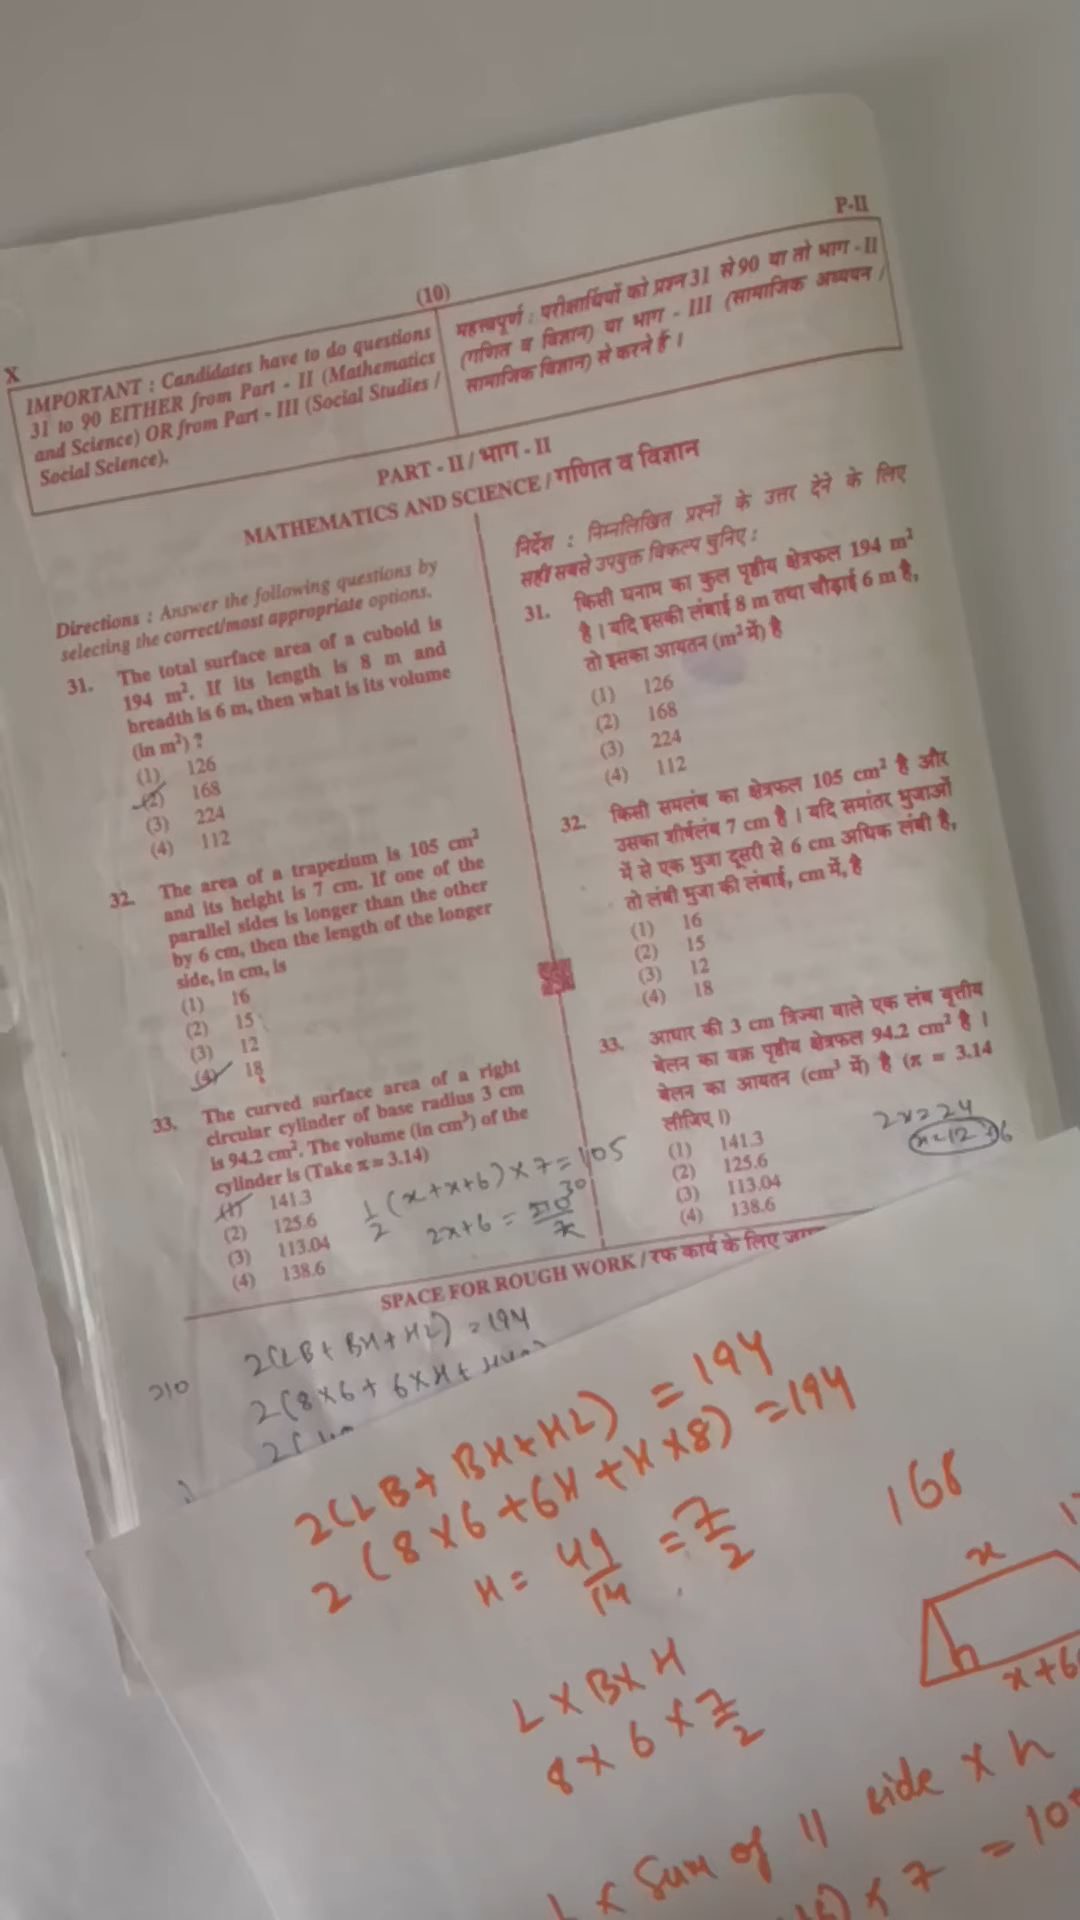 P-II
(10)
X
IMPORTANT : Candidates have to do questions
31 to 90 EITHER from Part - II (Mathematics
and Science) OR from Part - III (Social Studies /
Social Science).
महत्त्वपूर्ण : परीक्षार्थियों को प्रश्न 31 से 90 या तो भाग - II
(गणित व विज्ञान) या भाग - III (सामाजिक अध्ययन /
सामाजिक विज्ञान) से करने हैं ।
PART - II / भाग - II
MATHEMATICS AND SCIENCE / गणित व विज्ञान
Directions : Answer the following questions by
selecting the correct/most appropriate options.
31. The total surface area of a cuboid is
194 m². If its length is 8 m and
breadth is 6 m, then what is its volume
(in m³) ?
(1) 126
(2) 168
(3) 224
(4) 112
32. The area of a trapezium is 105 cm²
and its height is 7 cm. If one of the
parallel sides is longer than the other
by 6 cm, then the length of the longer
side, in cm, is
(1) 16
(2) 15
(3) 12
(4) 18
33. The curved surface area of a right
circular cylinder of base radius 3 cm
is 94.2 cm². The volume (in cm³) of the
cylinder is (Take π = 3.14)
(1) 141.3
(2) 125.6
(3) 113.04
(4) 138.6
निर्देश : निम्नलिखित प्रश्नों के उत्तर देने के लिए
सही/सबसे उपयुक्त विकल्प चुनिए :
31. किसी घनाभ का कुल पृष्ठीय क्षेत्रफल 194 m²
है । यदि इसकी लंबाई 8 m तथा चौड़ाई 6 m है,
तो इसका आयतन (m³ में) है
(1) 126
(2) 168
(3) 224
(4) 112
32. किसी समलंब का क्षेत्रफल 105 cm² है और
उसका शीर्षलंब 7 cm है । यदि समांतर भुजाओं
में से एक भुजा दूसरी से 6 cm अधिक लंबी है,
तो लंबी भुजा की लंबाई, cm में, है
(1) 16
(2) 15
(3) 12
(4) 18
33. आधार की 3 cm त्रिज्या वाले एक लंब वृत्तीय
बेलन का वक्र पृष्ठीय क्षेत्रफल 94.2 cm² है ।
बेलन का आयतन (cm³ में) है (π = 3.14
लीजिए ।)
(1) 141.3
(2) 125.6
(3) 113.04
(4) 138.6
2x = 24
x = 12 + 6
1/2 (x + x + 6) × 7 = 105
2x + 6 = 210/7 30
SPACE FOR ROUGH WORK / रफ कार्य के लिए
210
2(LB + BH + HL) = 194
2(8×6 + 6×H +
2(LB + BH + HL) = 194
2(8×6 + 6H + H×8) = 194
H = 49/14 = 7/2
168
x
h
x+6
L × B × H
8 × 6 × 7/2
× Sum of || side × h
× 7 =